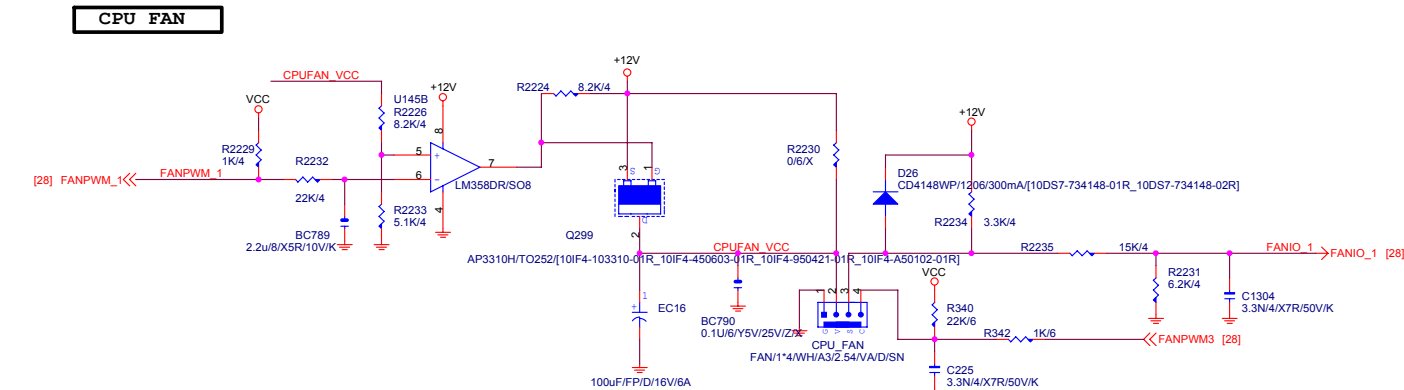 CPU FAN
+12V
CPUFAN_VCC
+12V
R2224
8.2K/4
U145B
VCC
R2226
8.2K/4
+12V
8
3
1
S
G
R2229
1K/4
R2230
0/6/X
5
+
7
R2232
6
-
LM358DR/SO8
[28] FANPWM_1
FANPWM_1
D26
CD4148WP/1206/300mA/[10DS7-734148-01R_10DS7-734148-02R]
22K/4
4
R2233
5.1K/4
D
R2234
3.3K/4
BC789
2.2u/8/X5R/10V/K
Q299
2
CPUFAN_VCC
R2235
15K/4
FANIO_1
FANIO_1 [28]
AP3310H/TO252/[10IF4-103310-01R_10IF4-450603-01R_10IF4-950421-01R_10IF4-A50102-01R]
VCC
R2231
6.2K/4
1
2
3
4
C1304
3.3N/4/X7R/50V/K
1
+
EC16
G
V
S
C
R340
22K/6
BC790
0.1U/6/Y5V/25V/Z/X
R342
1K/6
FANPWM3 [28]
CPU_FAN
FAN/1*4/WH/A3/2.54/VA/D/SN
C225
3.3N/4/X7R/50V/K
100uF/FP/D/16V/6A